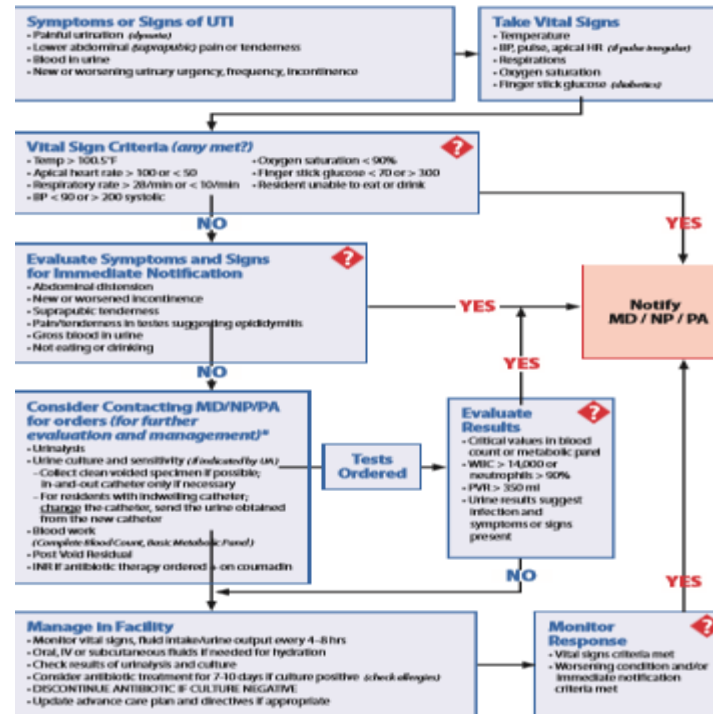 Symptoms or Signs of UTI
- Painful urination (dysuria)
- Lower abdominal (suprapubic) pain or tenderness
- Blood in urine
- New or worsening urinary urgency, frequency, incontinence
Take Vital Signs
- Temperature
- BP, pulse, apical HR (if pulse irregular)
- Respirations
- Oxygen saturation
- Finger stick glucose (diabetics)
Vital Sign Criteria (any met?)
- Temp > 100.5°F
- Apical heart rate > 100 or < 50
- Respiratory rate > 28/min or < 10/min
- BP < 90 or > 200 systolic
- Oxygen saturation < 90%
- Finger stick glucose < 70 or > 300
- Resident unable to eat or drink
?
NO
YES
Evaluate Symptoms and Signs
for Immediate Notification
- Abdominal distension
- New or worsened incontinence
- Suprapubic tenderness
- Pain/tenderness in testes suggesting epididymitis
- Gross blood in urine
- Not eating or drinking
?
YES
Notify
MD / NP / PA
NO
YES
Consider Contacting MD/NP/PA
for orders (for further
evaluation and management)*
- Urinalysis
- Urine culture and sensitivity (if indicated by UA)
– Collect clean voided specimen if possible;
in-and-out catheter only if necessary
– For residents with indwelling catheter;
change the catheter, send the urine obtained
from the new catheter
- Blood work
(Complete Blood Count, Basic Metabolic Panel)
- Post Void Residual
- INR if antibiotic therapy ordered + on coumadin
Tests
Ordered
Evaluate
Results
- Critical values in blood
count or metabolic panel
- WBC > 14,000 or
neutrophils > 90%
- PVR > 350 ml
- Urine results suggest
infection and
symptoms or signs
present
?
NO
YES
Manage in Facility
- Monitor vital signs, fluid intake/urine output every 4–8 hrs
- Oral, IV or subcutaneous fluids if needed for hydration
- Check results of urinalysis and culture
- Consider antibiotic treatment for 7-10 days if culture positive (check allergies)
- DISCONTINUE ANTIBIOTIC IF CULTURE NEGATIVE
- Update advance care plan and directives if appropriate
Monitor
Response
- Vital signs criteria met
- Worsening condition and/or
immediate notification
criteria met
?